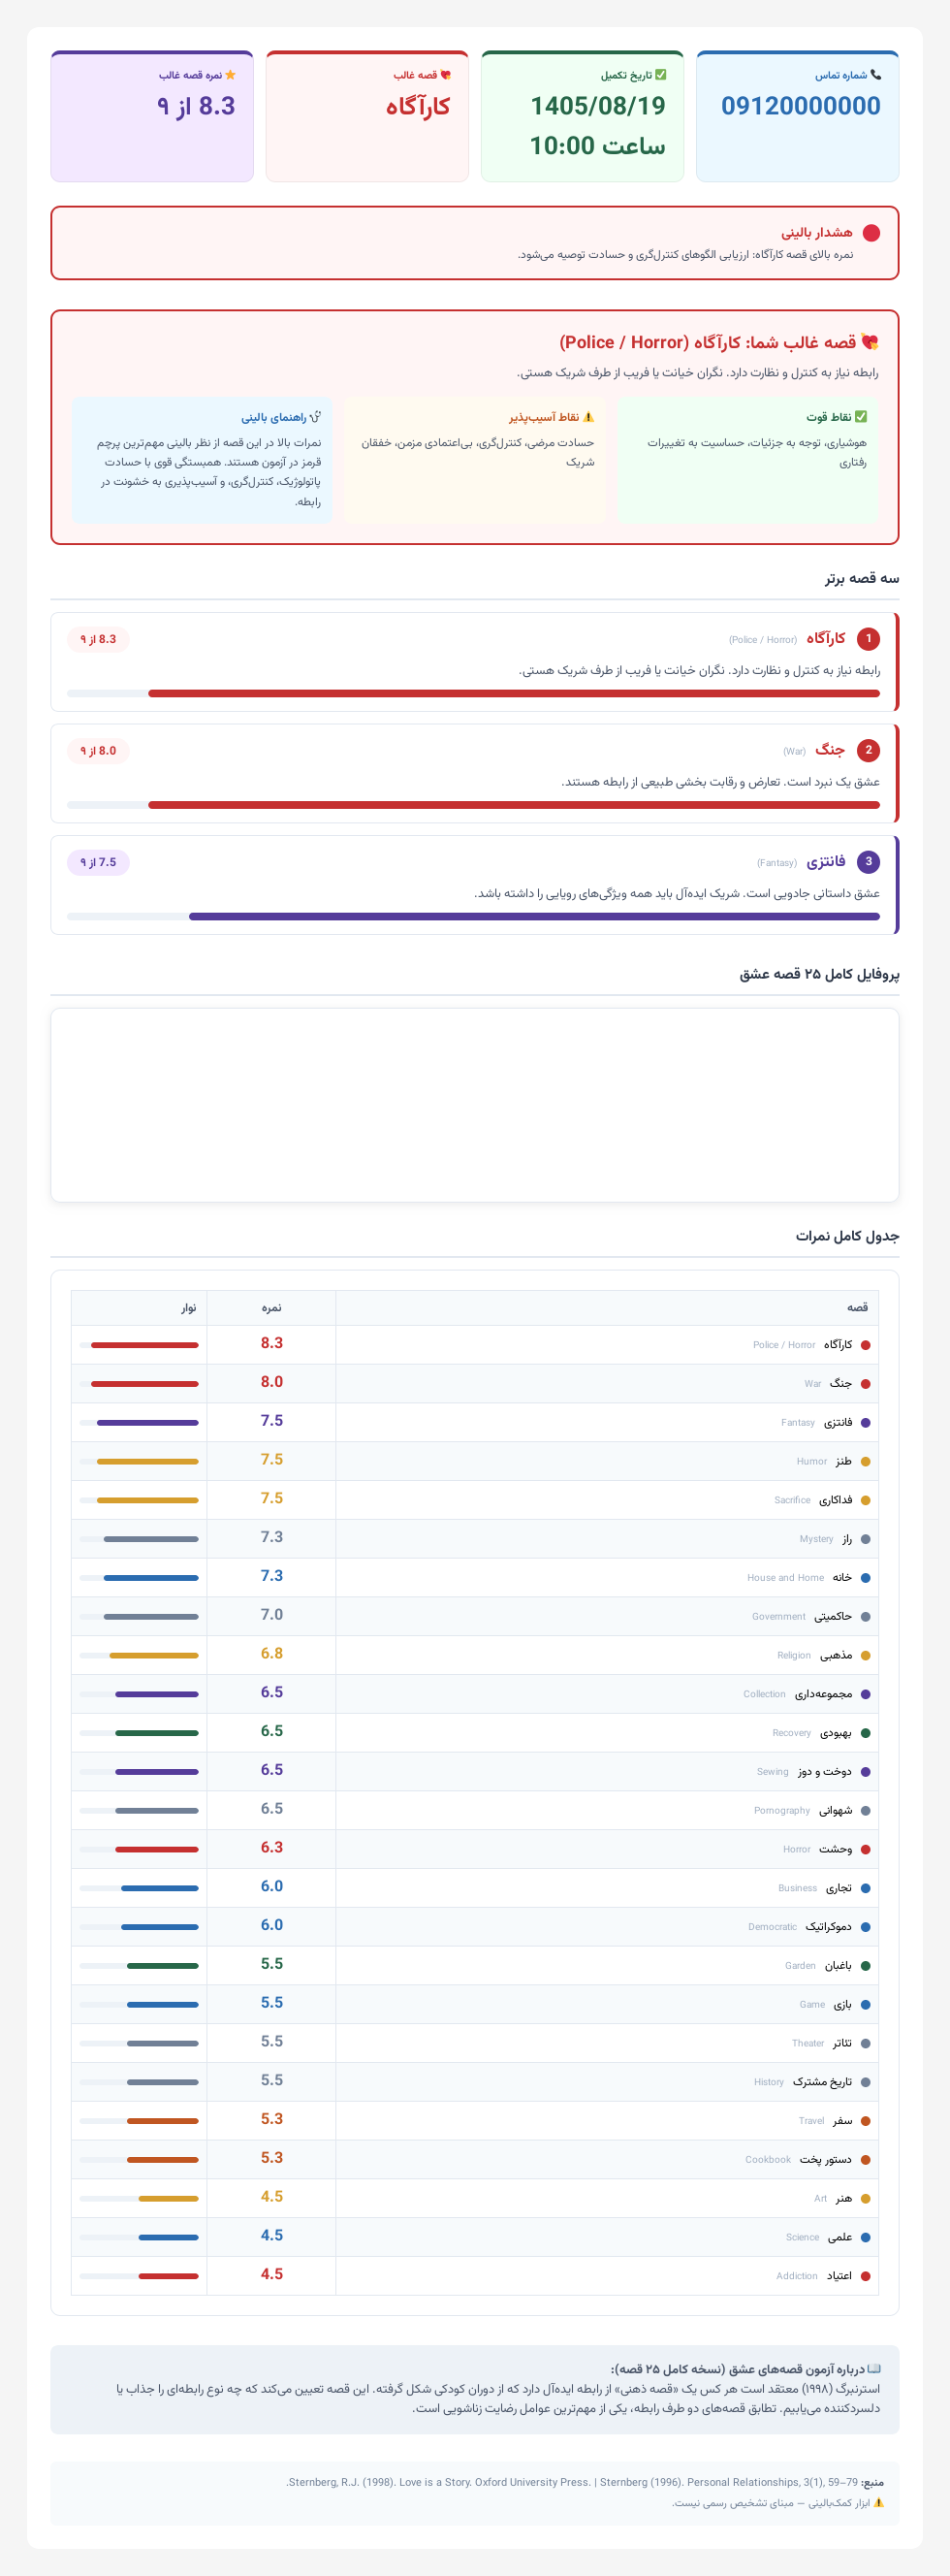 📞 شماره تماس
09120000000
✅ تاریخ تکمیل
1405/08/19
ساعت 10:00
💘 قصه غالب
کارآگاه
⭐ نمره قصه غالب
8.3 از ۹
🔴 هشدار بالینی
نمره بالای قصه کارآگاه: ارزیابی الگوهای کنترل‌گری و حسادت توصیه می‌شود.
💘 قصه غالب شما: کارآگاه (Police / Horror)
رابطه نیاز به کنترل و نظارت دارد. نگران خیانت یا فریب از طرف شریک هستی.
✅ نقاط قوت
هوشیاری، توجه به جزئیات، حساسیت به تغییرات
رفتاری
⚠️ نقاط آسیب‌پذیر
حسادت مرضی، کنترل‌گری، بی‌اعتمادی مزمن، خفقان
شریک
🩺 راهنمای بالینی
نمرات بالا در این قصه از نظر بالینی مهم‌ترین پرچم
قرمز در آزمون هستند. همبستگی قوی با حسادت
پاتولوژیک، کنترل‌گری، و آسیب‌پذیری به خشونت در
رابطه.
سه قصه برتر
1 کارآگاه (Police / Horror) 8.3 از ۹
رابطه نیاز به کنترل و نظارت دارد. نگران خیانت یا فریب از طرف شریک هستی.
2 جنگ (War) 8.0 از ۹
عشق یک نبرد است. تعارض و رقابت بخشی طبیعی از رابطه هستند.
3 فانتزی (Fantasy) 7.5 از ۹
عشق داستانی جادویی است. شریک ایده‌آل باید همه ویژگی‌های رویایی را داشته باشد.
پروفایل کامل ۲۵ قصه عشق
جدول کامل نمرات
قصه نمره نوار
کارآگاه Police / Horror 8.3
جنگ War 8.0
فانتزی Fantasy 7.5
طنز Humor 7.5
فداکاری Sacrifice 7.5
راز Mystery 7.3
خانه House and Home 7.3
حاکمیتی Government 7.0
مذهبی Religion 6.8
مجموعه‌داری Collection 6.5
بهبودی Recovery 6.5
دوخت و دوز Sewing 6.5
شهوانی Pornography 6.5
وحشت Horror 6.3
تجاری Business 6.0
دموکراتیک Democratic 6.0
باغبان Garden 5.5
بازی Game 5.5
تئاتر Theater 5.5
تاریخ مشترک History 5.5
سفر Travel 5.3
دستور پخت Cookbook 5.3
هنر Art 4.5
علمی Science 4.5
اعتیاد Addiction 4.5
📖 درباره آزمون قصه‌های عشق (نسخه کامل ۲۵ قصه):
استرنبرگ (۱۹۹۸) معتقد است هر کس یک «قصه ذهنی» از رابطه ایده‌آل دارد که از دوران کودکی شکل گرفته. این قصه تعیین می‌کند که چه نوع رابطه‌ای را جذاب یا
دلسردکننده می‌یابیم. تطابق قصه‌های دو طرف رابطه، یکی از مهم‌ترین عوامل رضایت زناشویی است.
منبع: Sternberg, R.J. (1998). Love is a Story. Oxford University Press. | Sternberg (1996). Personal Relationships, 3(1), 59–79.
⚠️ ابزار کمک‌بالینی — مبنای تشخیص رسمی نیست.